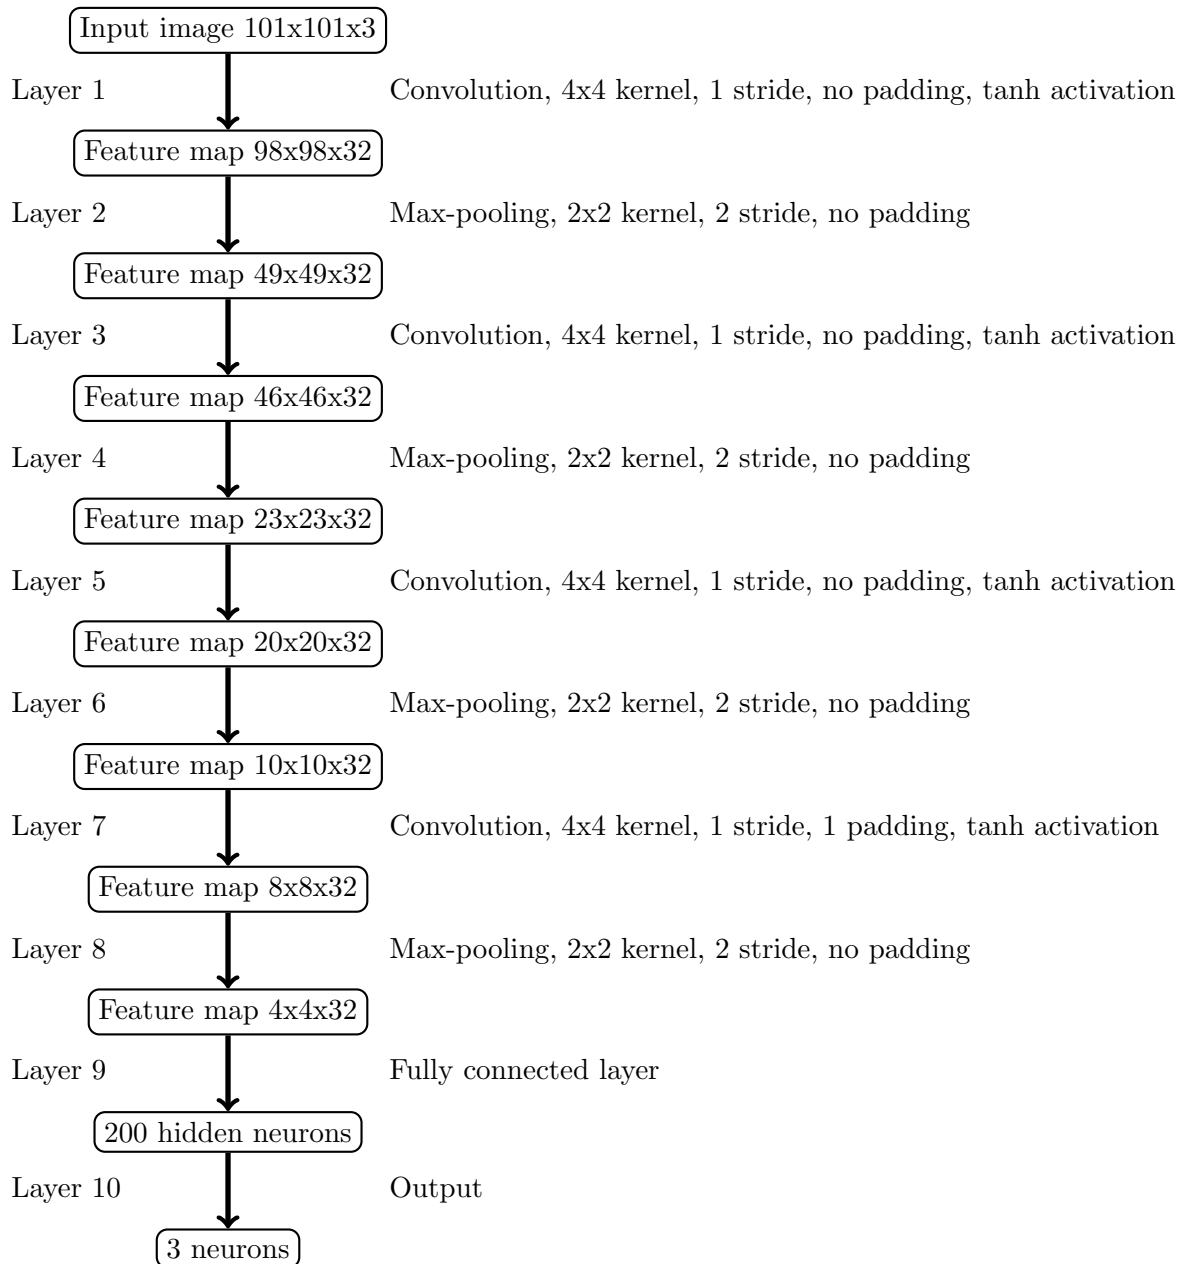 Input image 101x101x3
Layer 1 Convolution, 4x4 kernel, 1 stride, no padding, tanh activation
Feature map 98x98x32
Layer 2 Max-pooling, 2x2 kernel, 2 stride, no padding
Feature map 49x49x32
Layer 3 Convolution, 4x4 kernel, 1 stride, no padding, tanh activation
Feature map 46x46x32
Layer 4 Max-pooling, 2x2 kernel, 2 stride, no padding
Feature map 23x23x32
Layer 5 Convolution, 4x4 kernel, 1 stride, no padding, tanh activation
Feature map 20x20x32
Layer 6 Max-pooling, 2x2 kernel, 2 stride, no padding
Feature map 10x10x32
Layer 7 Convolution, 4x4 kernel, 1 stride, 1 padding, tanh activation
Feature map 8x8x32
Layer 8 Max-pooling, 2x2 kernel, 2 stride, no padding
Feature map 4x4x32
Layer 9 Fully connected layer
200 hidden neurons
Layer 10 Output
3 neurons